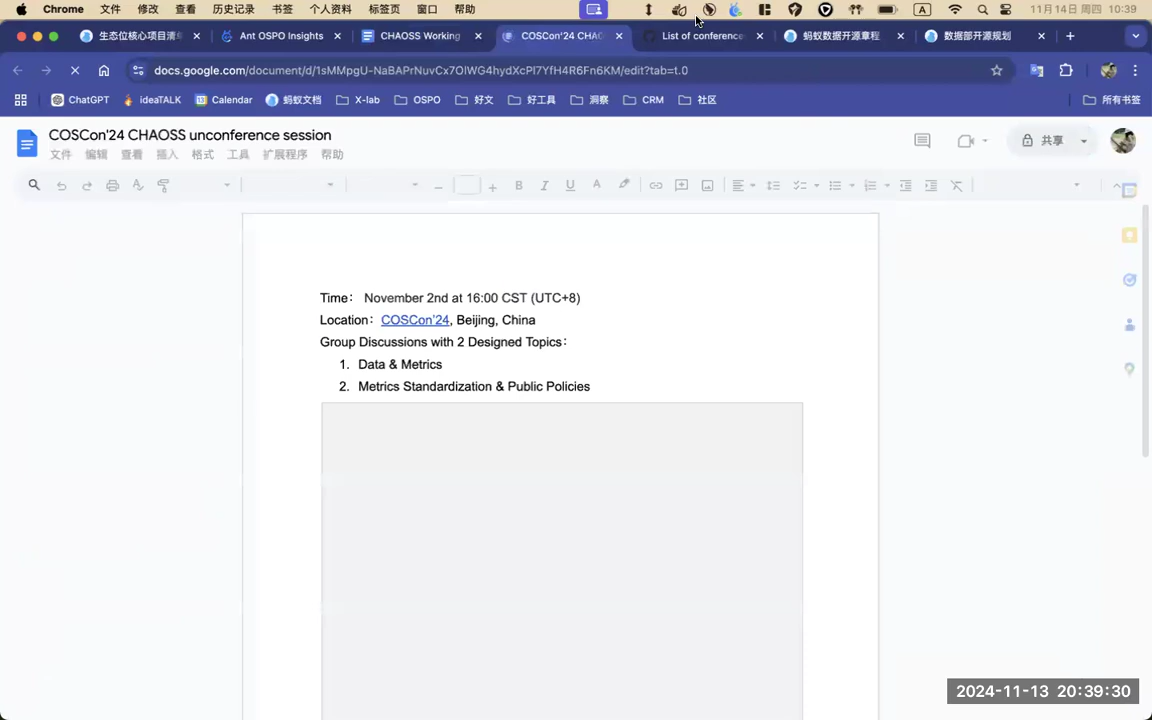 Chrome 文件 修改 查看 历史记录 书签 个人资料 标签页 窗口 帮助 A 11月14日 周四 10:39
生态位核心项目清单 Ant OSPO Insights CHAOSS Working COSCon'24 CHAO List of conference 蚂蚁数据开源章程 数据部开源规划
docs.google.com/document/d/1sMMpgU-NaBAPrNuvCx7OIWG4hydXcPl7YfH4R6Fn6KM/edit?tab=t.0
ChatGPT ideaTALK Calendar 蚂蚁文档 X-lab OSPO 好文 好工具 洞察 CRM 社区 所有书签
COSCon'24 CHAOSS unconference session
文件 编辑 查看 插入 格式 工具 扩展程序 帮助
共享
B I U A
Time： November 2nd at 16:00 CST (UTC+8)
Location： COSCon'24, Beijing, China
Group Discussions with 2 Designed Topics：
1. Data & Metrics
2. Metrics Standardization & Public Policies
2024-11-13 20:39:30